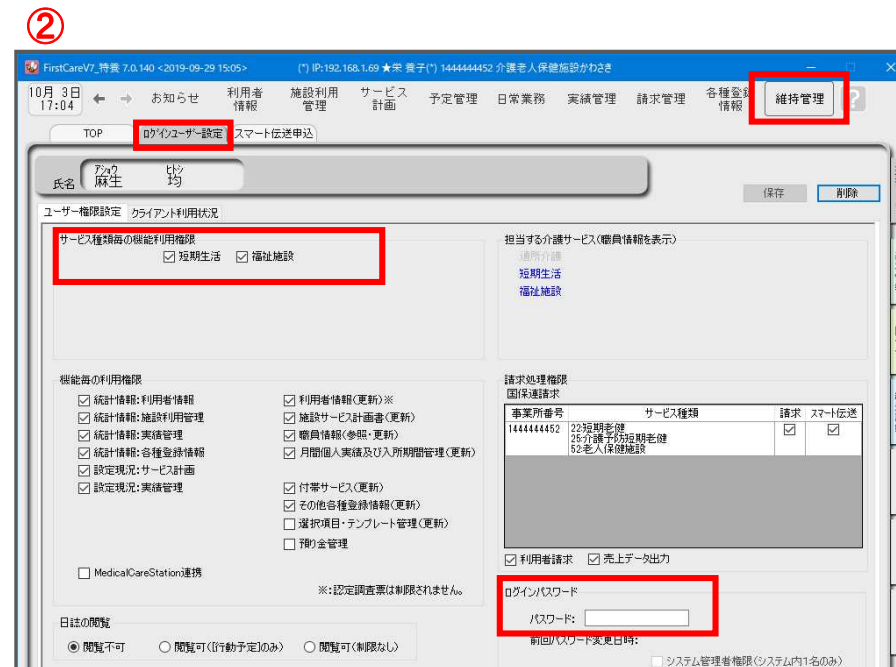 ②
FirstCareV7_特養 7.0.140 <2019-09-29 15:05> (*) IP:192.168.1.69 ★栄 養子(*) 1444444452 介護老人保健施設かわさき
10月 3日 17:04 ← → お知らせ 利用者情報 施設利用管理 サービス計画 予定管理 日常業務 実績管理 請求管理 各種登録情報 維持管理 ?
TOP ログインユーザー設定 スマート伝送申込
アソウ ヒトシ
氏名 麻生 均
保存 削除
ユーザー権限設定 クライアント利用状況
サービス種類毎の機能利用権限
短期生活 福祉施設
担当する介護サービス(職員情報を表示)
通所介護
短期生活
福祉施設
機能毎の利用権限
統計情報:利用者情報 利用者情報(更新)※
統計情報:施設利用管理 施設サービス計画書(更新)
統計情報:実績管理 職員情報(参照・更新)
統計情報:各種登録情報 月間個人実績及び入所期間管理(更新)
設定現況:サービス計画
設定現況:実績管理 付帯サービス(更新)
その他各種登録情報(更新)
選択項目・テンプレート管理(更新)
預り金管理
MedicalCareStation連携
※:認定調査票は制限されません。
請求処理権限
国保連請求
事業所番号 サービス種類 請求 スマート伝送
1444444452 22:短期老健
25:介護予防短期老健
52:老人保健施設
利用者請求 売上データ出力
ログインパスワード
パスワード:
前回パスワード変更日時:
システム管理者権限(システム内1名のみ)
日誌の閲覧
閲覧不可 閲覧可([行動予定]のみ) 閲覧可(制限なし)